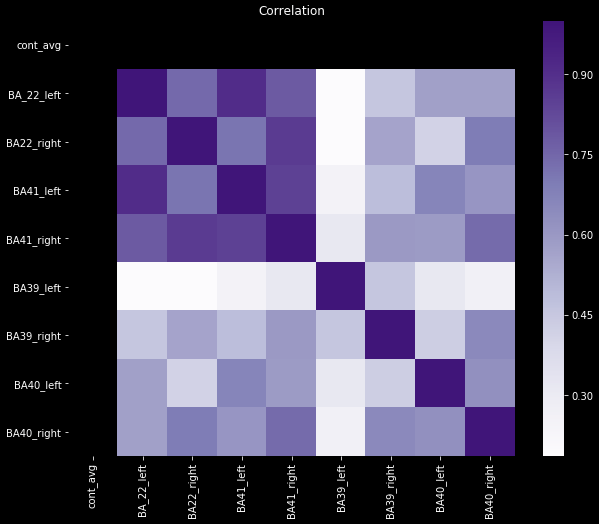 Correlation
cont_avg
BA_22_left
BA22_right
BA41_left
BA41_right
BA39_left
BA39_right
BA40_left
BA40_right
cont_avg
BA_22_left
BA22_right
BA41_left
BA41_right
BA39_left
BA39_right
BA40_left
BA40_right
0.90
0.75
0.60
0.45
0.30